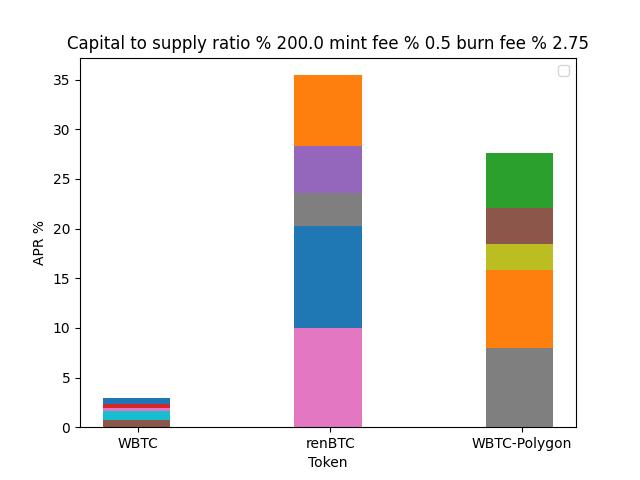 Capital to supply ratio % 200.0 mint fee % 0.5 burn fee % 2.75
35
30
25
20
15
10
5
0
APR %
WBTC renBTC WBTC-Polygon
Token